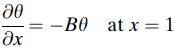 ∂θ/∂x = −Bθ at x = 1